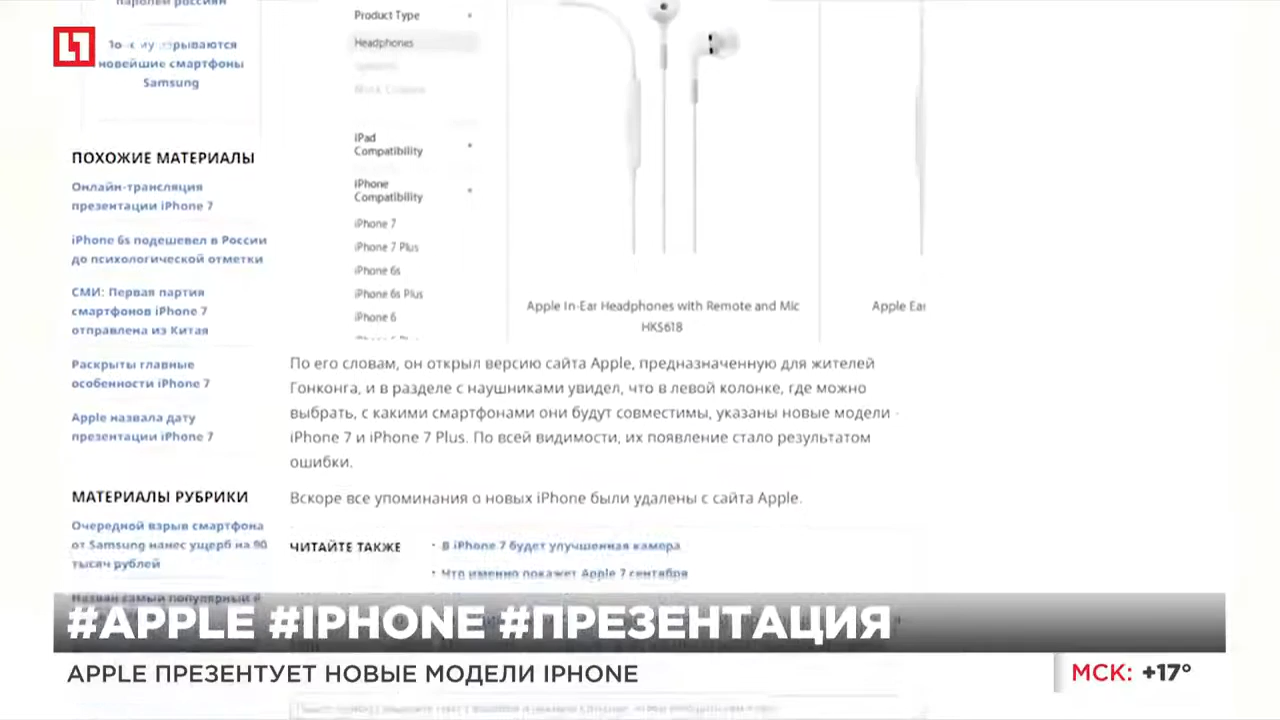 паролей россиян
взрываются
новейшие смартфоны
Samsung
ПОХОЖИЕ МАТЕРИАЛЫ
Онлайн-трансляция
презентации iPhone 7
iPhone 6s подешевел в России
до психологической отметки
СМИ: Первая партия
смартфонов iPhone 7
отправлена из Китая
Раскрыты главные
особенности iPhone 7
Apple назвала дату
презентации iPhone 7
МАТЕРИАЛЫ РУБРИКИ
Очередной взрыв смартфона
от Samsung нанес ущерб на 90
тысяч рублей
Назван самый популярный в
Product Type
Headphones
iPad
Compatibility
iPhone
Compatibility
iPhone 7
iPhone 7 Plus
iPhone 6s
iPhone 6s Plus
iPhone 6
Apple In-Ear Headphones with Remote and Mic
HK$618
Apple Ear
По его словам, он открыл версию сайта Apple, предназначенную для жителей
Гонконга, и в разделе с наушниками увидел, что в левой колонке, где можно
выбрать, с какими смартфонами они будут совместимы, указаны новые модели -
iPhone 7 и iPhone 7 Plus. По всей видимости, их появление стало результатом
ошибки.
Вскоре все упоминания о новых iPhone были удалены с сайта Apple.
ЧИТАЙТЕ ТАКЖЕ
· В iPhone 7 будет улучшенная камера
· Что именно покажет Apple 7 сентября
#APPLE #IPHONE #ПРЕЗЕНТАЦИЯ
APPLE ПРЕЗЕНТУЕТ НОВЫЕ МОДЕЛИ IPHONE
МСК: +17°